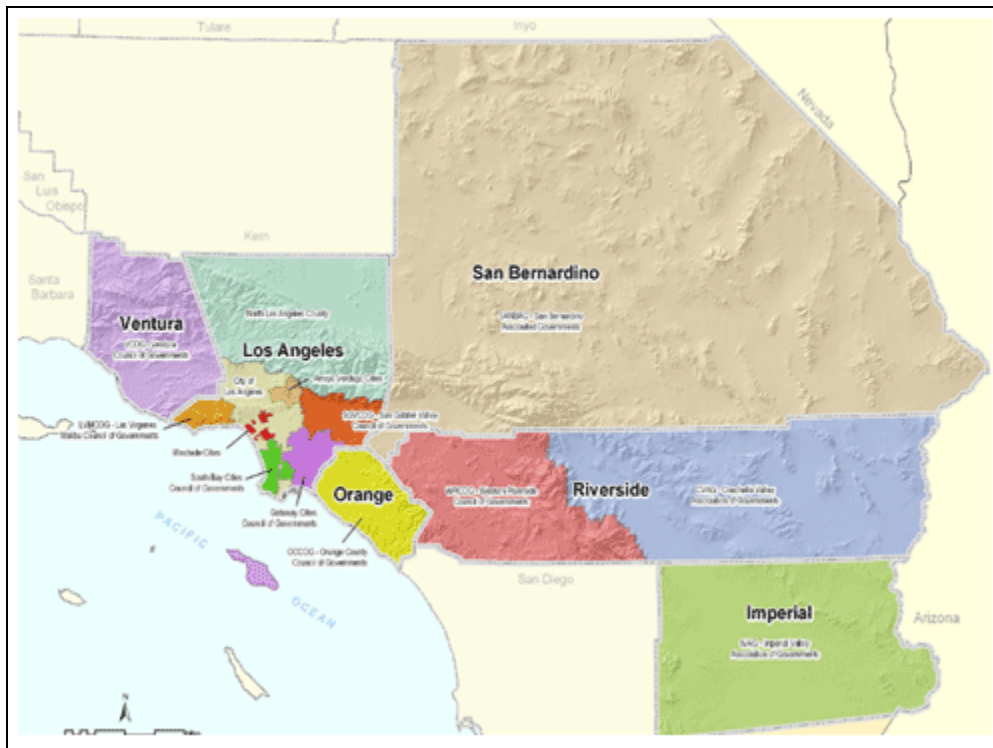 Tulare
Inyo
Nevada
San
Luis
Obispo
Kern
Santa
Barbara
San Bernardino
SANBAG - San Bernardino
Associated Governments
North Los Angeles County
Ventura
VCOG - Ventura
Council of Governments
Los Angeles
City of
Los Angeles
Arroyo Verdugo Cities
SGVCOG - San Gabriel Valley
Council of Governments
LVMCOG - Las Virgenes
Malibu Council of Governments
Westside Cities
South Bay Cities
Council of Governments
Gateway Cities
Council of Governments
Orange
OCCOG - Orange County
Council of Governments
WRCOG - Western Riverside
Council of Governments
Riverside
CVAG - Coachella Valley
Association of Governments
PACIFIC
OCEAN
San Diego
Imperial
IVAG - Imperial Valley
Association of Governments
Arizona
N